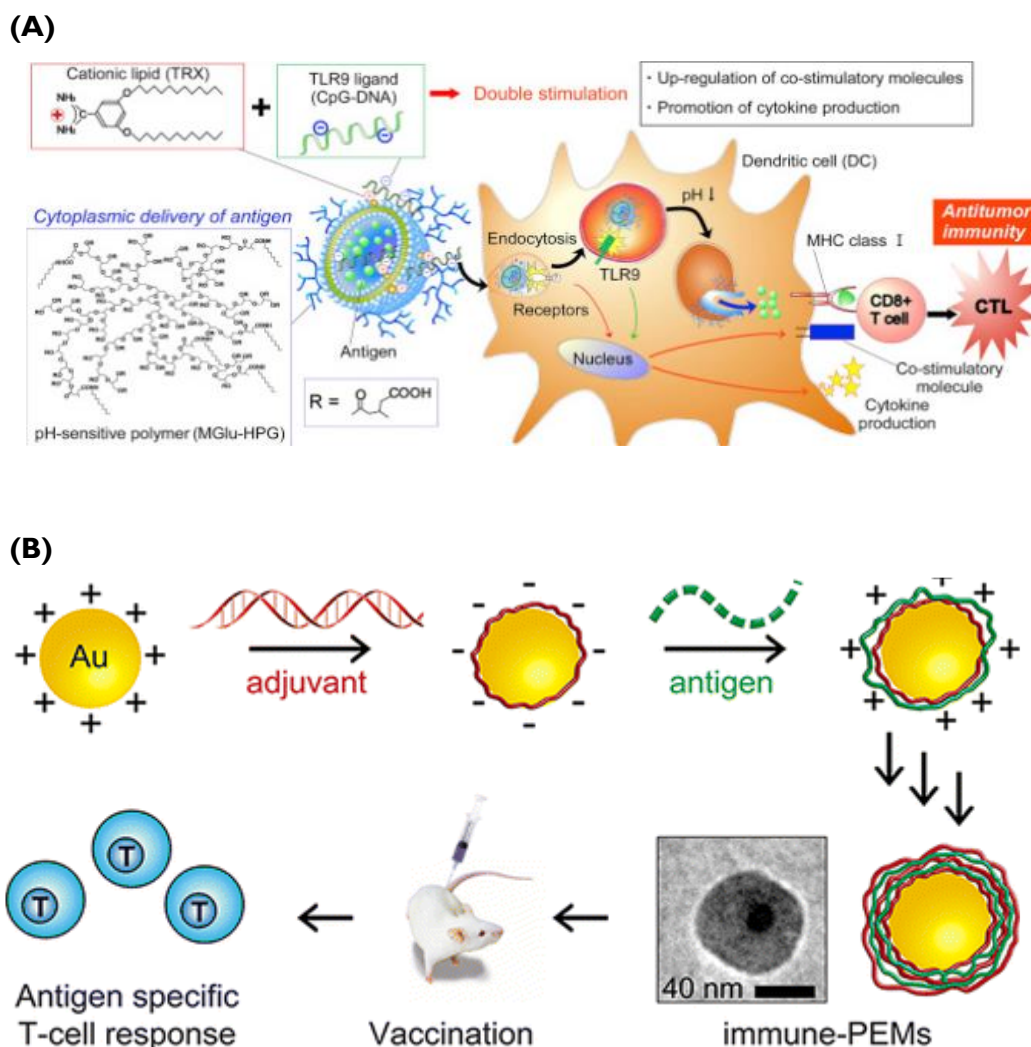 (A)
Cationic lipid (TRX)
NH₂
C
NH₂
O
O
+
+
TLR9 ligand
(CpG-DNA)
Double stimulation
· Up-regulation of co-stimulatory molecules
· Promotion of cytokine production
Dendritic cell (DC)
Cytoplasmic delivery of antigen
pH ↓
Endocytosis
TLR9
Receptors
Antigen
Nucleus
MHC class I
Antitumor
immunity
CD8+
T cell
CTL
Co-stimulatory
molecule
Cytokine
production
R =
O
COOH
pH-sensitive polymer (MGlu-HPG)
(B)
Au
adjuvant
antigen
T
T
T
40 nm
Antigen specific
T-cell response
Vaccination
immune-PEMs